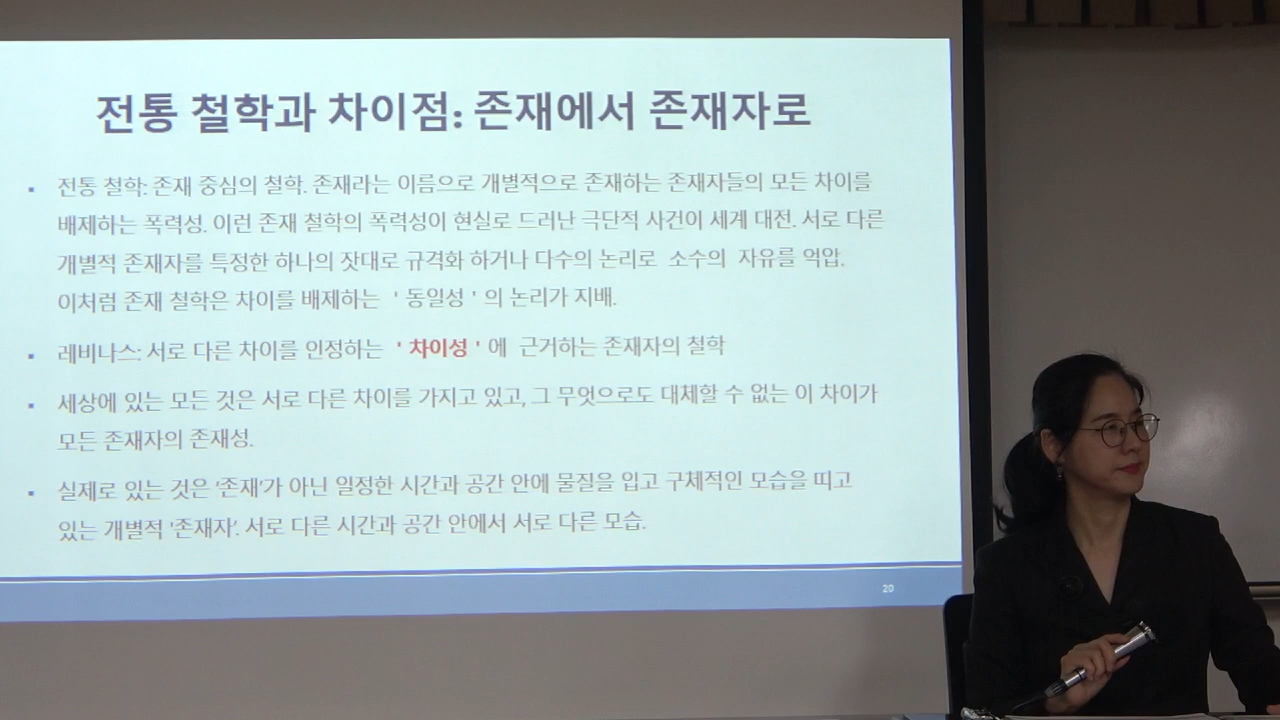 전통 철학과 차이점: 존재에서 존재자로
▪ 전통 철학: 존재 중심의 철학. 존재라는 이름으로 개별적으로 존재하는 존재자들의 모든 차이를
배제하는 폭력성. 이런 존재 철학의 폭력성이 현실로 드러난 극단적 사건이 세계 대전. 서로 다른
개별적 존재자를 특정한 하나의 잣대로 규격화 하거나 다수의 논리로 소수의 자유를 억압.
이처럼 존재 철학은 차이를 배제하는 ' 동일성 ' 의 논리가 지배.
▪ 레비나스: 서로 다른 차이를 인정하는 ' 차이성 ' 에 근거하는 존재자의 철학
▪ 세상에 있는 모든 것은 서로 다른 차이를 가지고 있고, 그 무엇으로도 대체할 수 없는 이 차이가
모든 존재자의 존재성.
▪ 실제로 있는 것은 '존재'가 아닌 일정한 시간과 공간 안에 물질을 입고 구체적인 모습을 띠고
있는 개별적 '존재자'. 서로 다른 시간과 공간 안에서 서로 다른 모습.
20